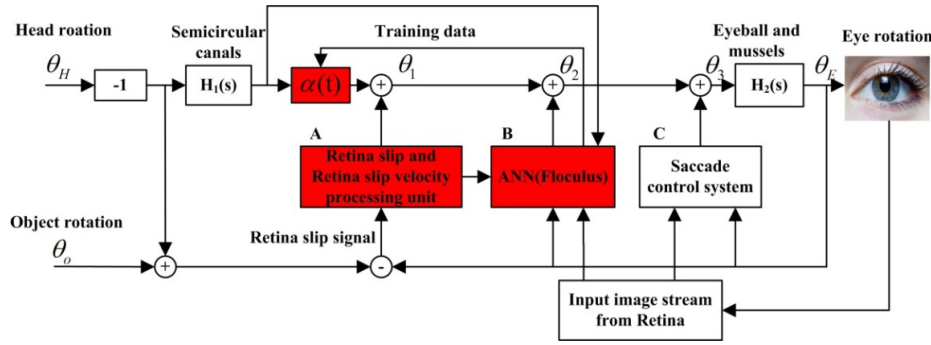 Head roation
Semicircular
canals
Training data
Eyeball and
mussels
Eye rotation
θH
-1
H1(s)
α(t)
+
θ1
+
θ2
+
θ3
H2(s)
θE
A
Retina slip and
Retina slip velocity
processing unit
B
ANN(Floculus)
C
Saccade
control system
Object rotation
θo
+
Retina slip signal
-
Input image stream
from Retina